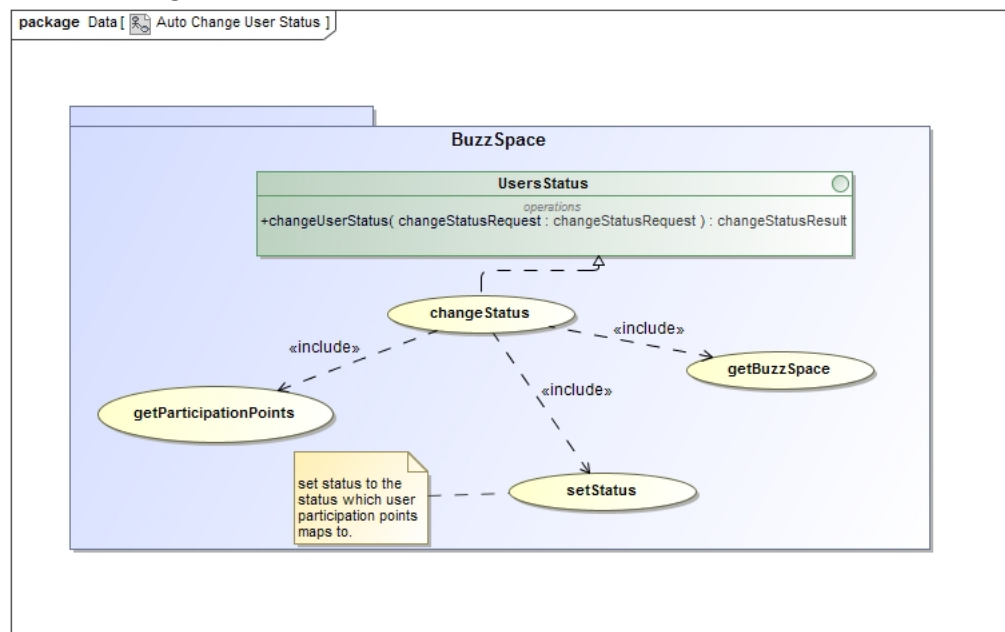 package Data [ Auto Change User Status ]
BuzzSpace
UsersStatus
operations
+changeUserStatus( changeStatusRequest : changeStatusRequest ) : changeStatusResult
changeStatus
«include»
«include»
getBuzzSpace
«include»
getParticipationPoints
set status to the
status which user
participation points
maps to.
setStatus